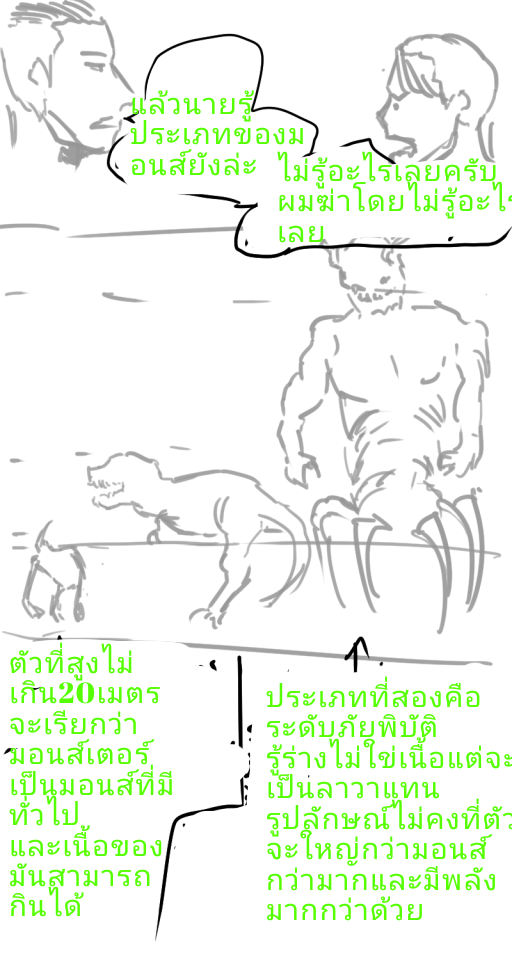 แล้วนายรู้
ประเภทของม
อนส์ยังล่ะ
ไม่รู้อะไรเลยครับ
ผมฆ่าโดยไม่รู้อะไร
เลย
ตัวที่สูงไม่
เกิน20เมตร
จะเรียกว่า
มอนส์เตอร์
เป็นมอนส์ที่มี
ทั่วไป
และเนื้อของ
มันสามารถ
กินได้
ประเภทที่สองคือ
ระดับภัยพิบัติ
รู้ร่างไม่ใข่เนื้อแต่จะ
เป็นลาวาแทน
รูปลักษณ์ไม่คงที่ตัว
จะใหญ่กว่ามอนส์
กว่ามากและมีพลัง
มากกว่าด้วย